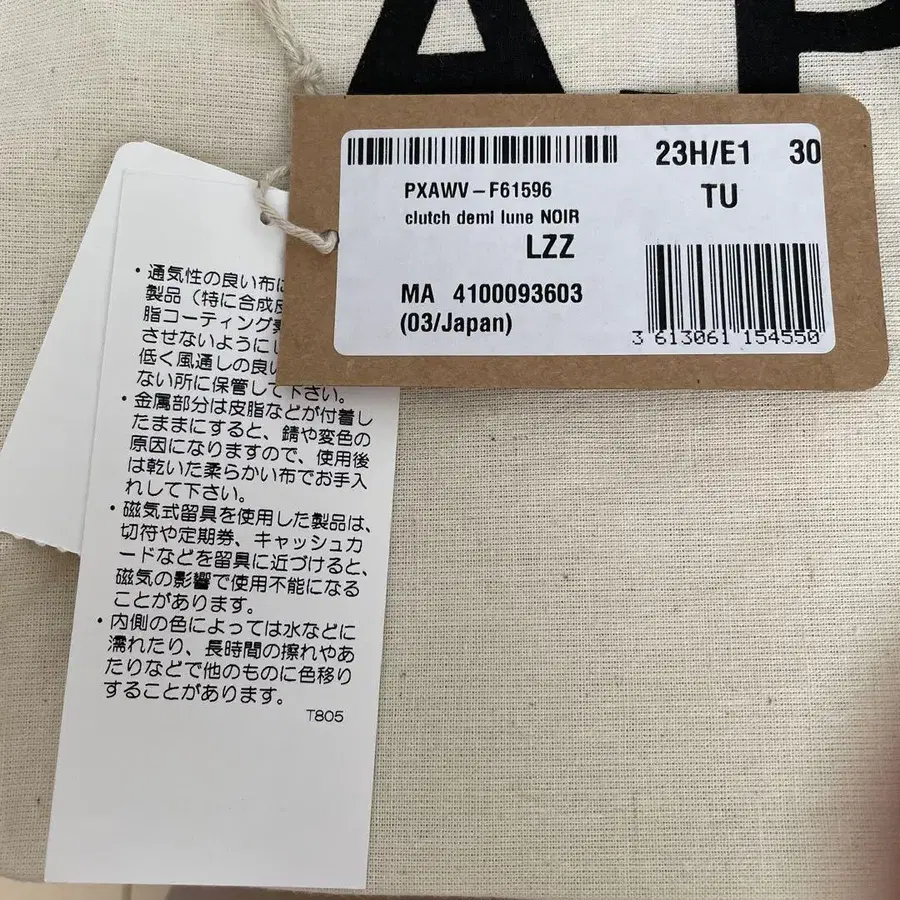 A.P
23H/E1 30
TU
PXAWV-F61596
clutch demi lune NOIR
LZZ
MA 4100093603
(03/Japan)
3 613061 154550
・通気性の良い布に
製品(特に合成皮
脂コーティング素
させないように
低く風通しの良い
ない所に保管して下さい。
・金属部分は皮脂などが付着し
たままにすると、錆や変色の
原因になりますので、使用後
は乾いた柔らかい布でお手入
れして下さい。
・磁気式留具を使用した製品は、
切符や定期券、キャッシュカ
ードなどを留具に近づけると、
磁気の影響で使用不能になる
ことがあります。
・内側の色によっては水などに
濡れたり、長時間の擦れやあ
たりなどで他のものに色移り
することがあります。
T805